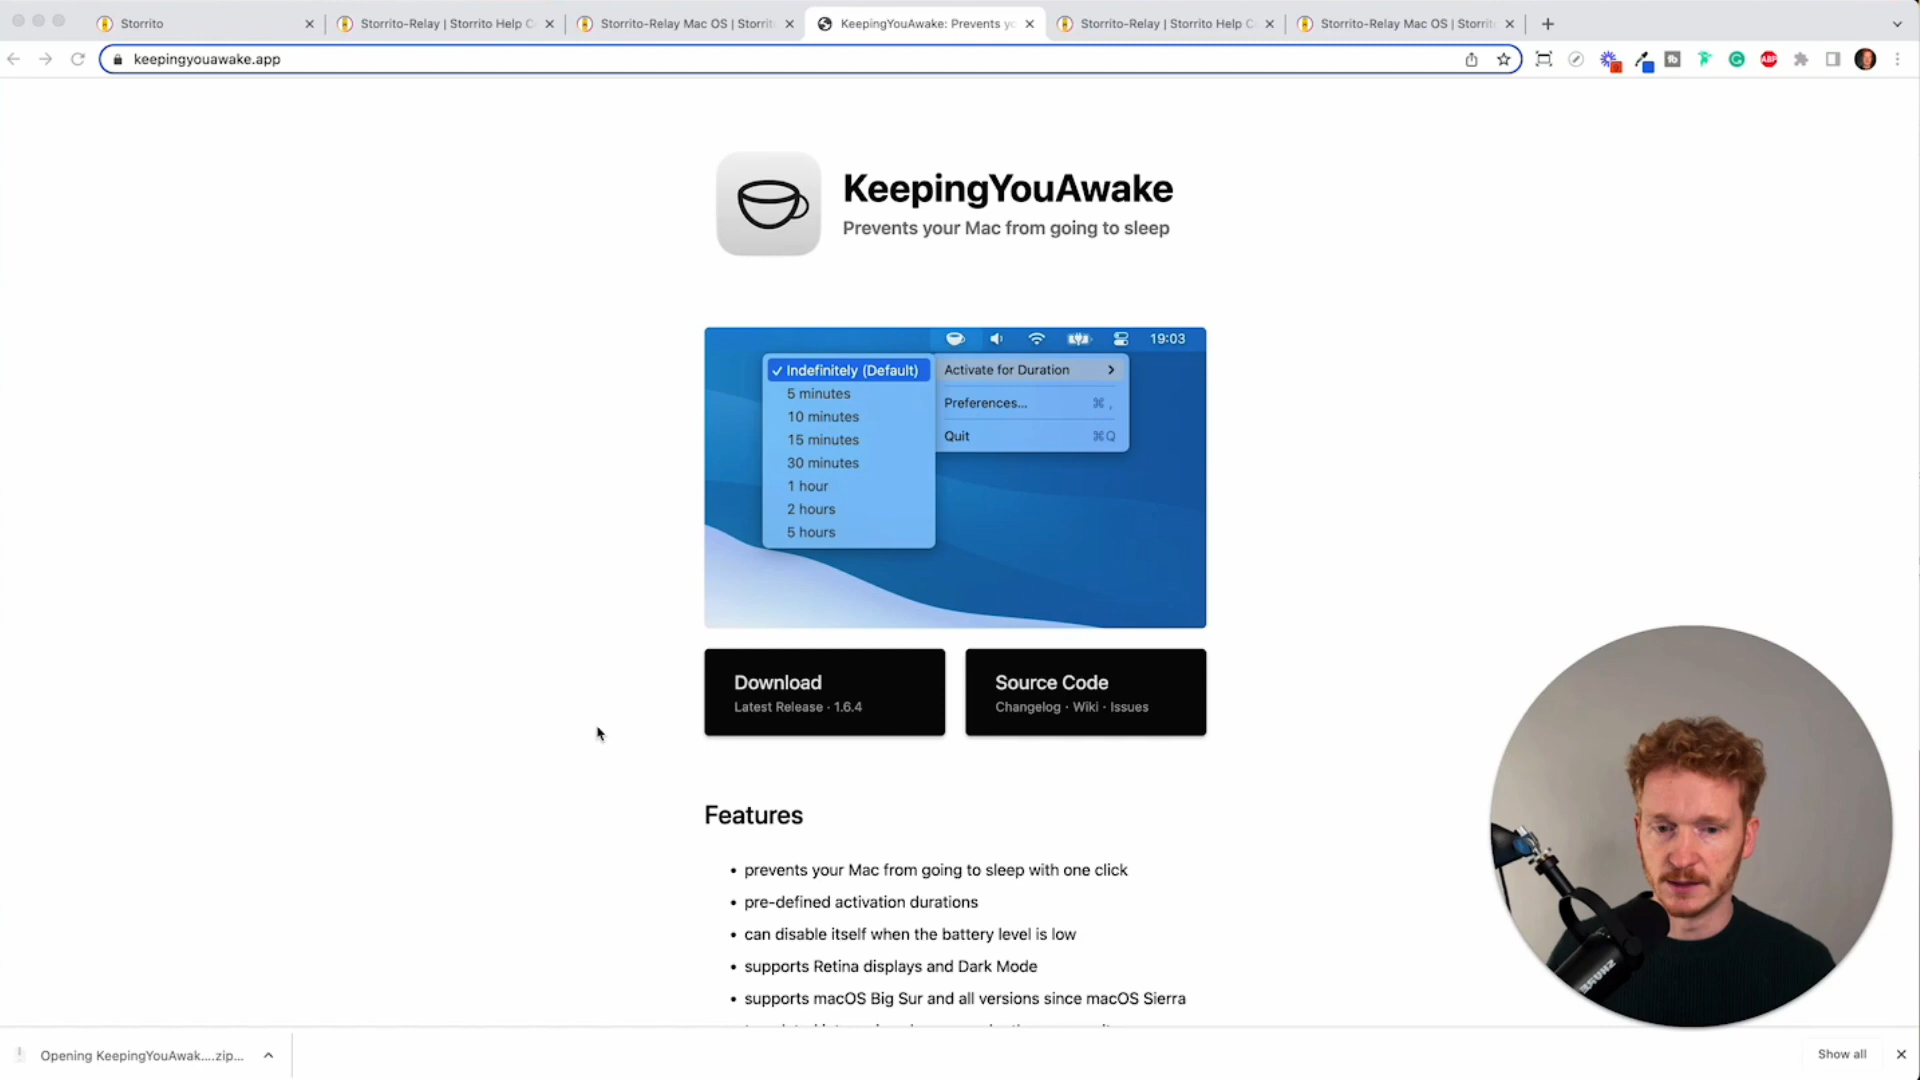 Storrito
Storrito-Relay | Storrito Help C
Storrito-Relay Mac OS | Storrit
KeepingYouAwake: Prevents yo
Storrito-Relay | Storrito Help C
Storrito-Relay Mac OS | Storrit
keepingyouawake.app
ABP
KeepingYouAwake
Prevents your Mac from going to sleep
19:03
✓ Indefinitely (Default)
5 minutes
10 minutes
15 minutes
30 minutes
1 hour
2 hours
5 hours
Activate for Duration
Preferences... ⌘ ,
Quit ⌘Q
Download
Latest Release · 1.6.4
Source Code
Changelog · Wiki · Issues
Features
• prevents your Mac from going to sleep with one click
• pre-defined activation durations
• can disable itself when the battery level is low
• supports Retina displays and Dark Mode
• supports macOS Big Sur and all versions since macOS Sierra
SHURE
Opening KeepingYouAwak....zip...
Show all